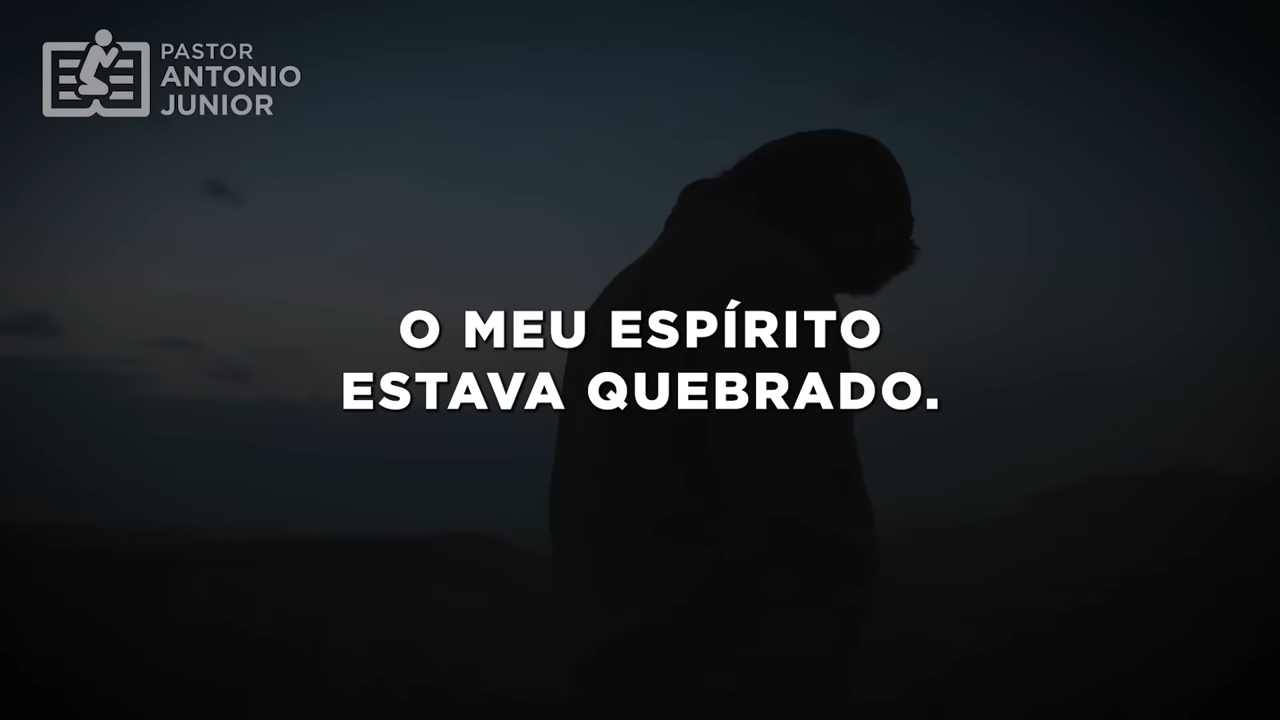 PASTOR
ANTONIO
JUNIOR
O MEU ESPÍRITO
ESTAVA QUEBRADO.